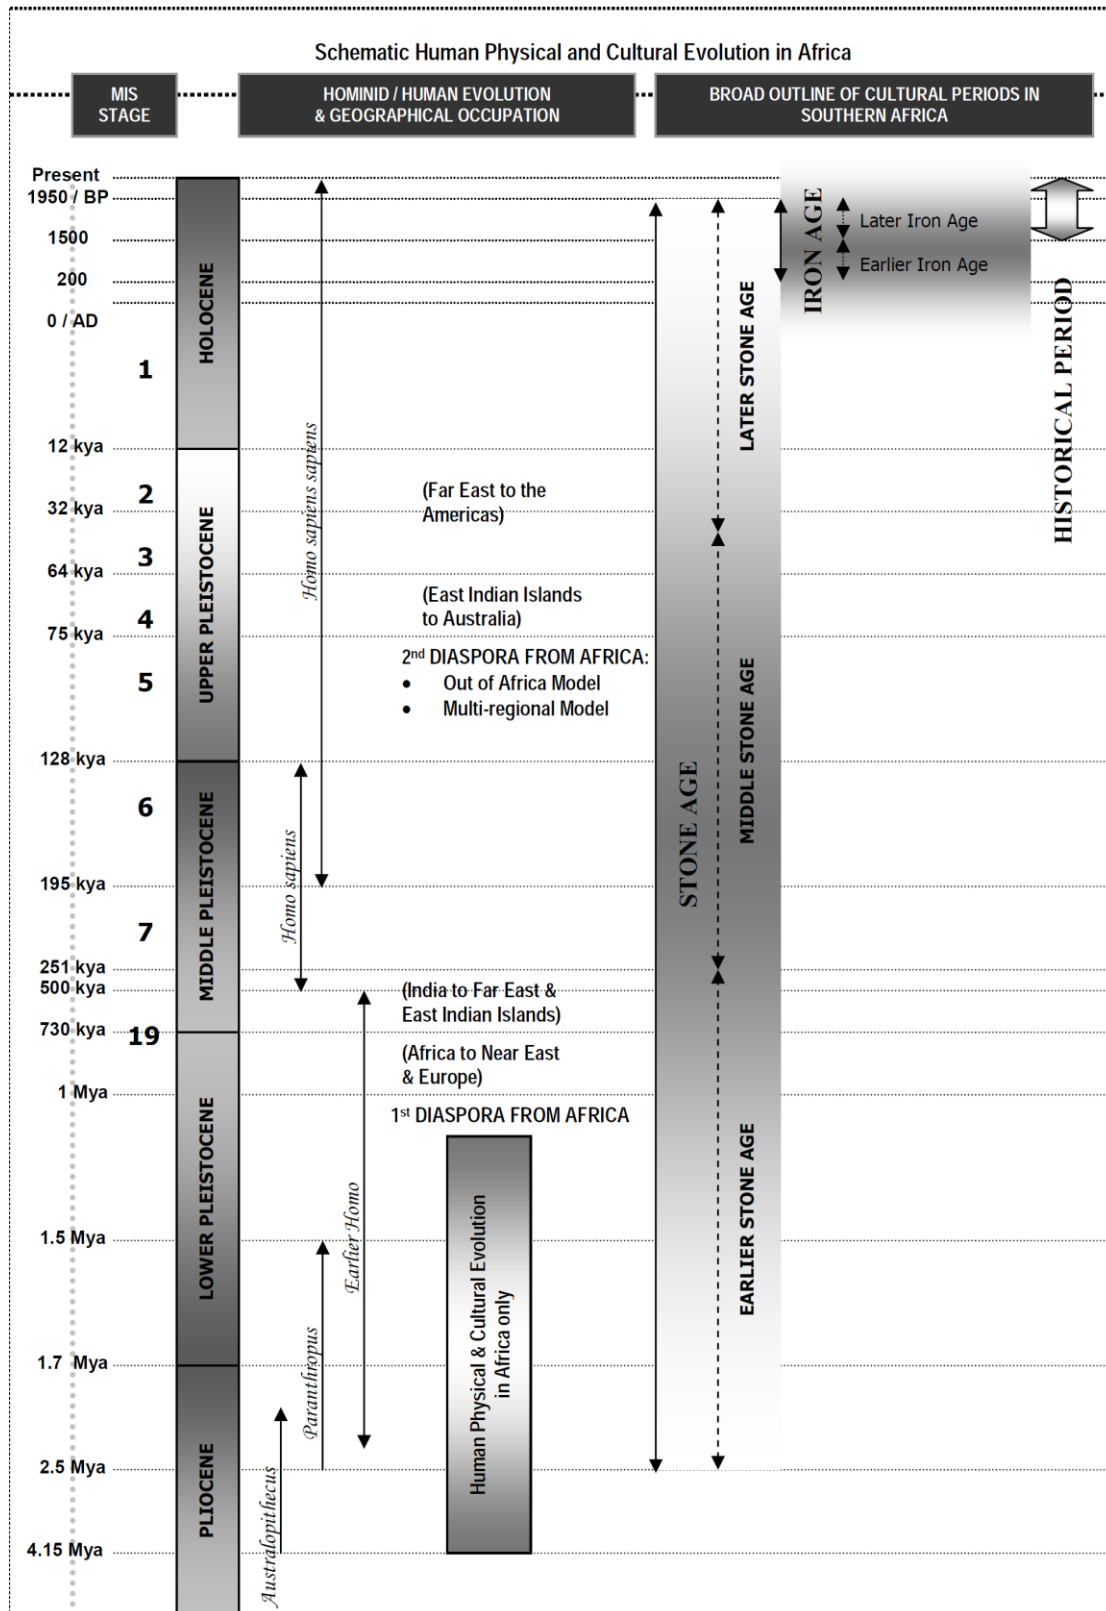 Schematic Human Physical and Cultural Evolution in Africa
MIS
STAGE
HOMINID / HUMAN EVOLUTION
& GEOGRAPHICAL OCCUPATION
BROAD OUTLINE OF CULTURAL PERIODS IN
SOUTHERN AFRICA
Present
1950 / BP
1500
200
0 / AD
12 kya
32 kya
64 kya
75 kya
128 kya
195 kya
251 kya
500 kya
730 kya
1 Mya
1.5 Mya
1.7 Mya
2.5 Mya
4.15 Mya
1
2
3
4
5
6
7
19
HOLOCENE
UPPER PLEISTOCENE
MIDDLE PLEISTOCENE
LOWER PLEISTOCENE
PLIOCENE
Homo sapiens sapiens
Homo sapiens
Earlier Homo
Paranthropus
Australopithecus
(Far East to the
Americas)
(East Indian Islands
to Australia)
2nd DIASPORA FROM AFRICA:
• Out of Africa Model
• Multi-regional Model
(India to Far East &
East Indian Islands)
(Africa to Near East
& Europe)
1st DIASPORA FROM AFRICA
Human Physical & Cultural Evolution
in Africa only
STONE AGE
LATER STONE AGE
MIDDLE STONE AGE
EARLIER STONE AGE
IRON AGE
Later Iron Age
Earlier Iron Age
HISTORICAL PERIOD